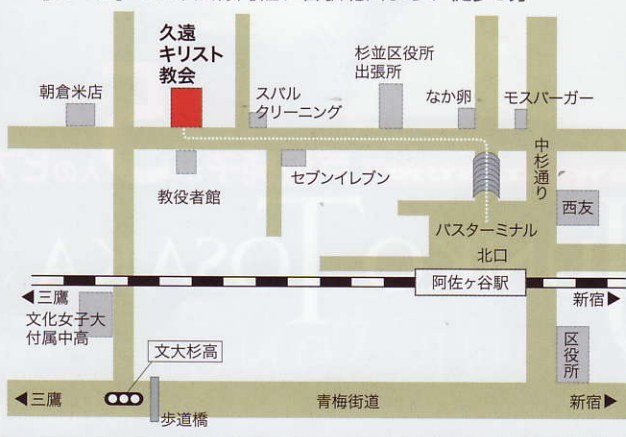 久遠
キリスト
教会
朝倉米店
スバル
クリーニング
杉並区役所
出張所
なか卵
モスバーガー
教役者館
セブンイレブン
中杉通り
西友
バスターミナル
北口
阿佐ヶ谷駅
◀三鷹
新宿▶
文化女子大
付属中高
文大杉高
区役所
◀三鷹
歩道橋
青梅街道
新宿▶